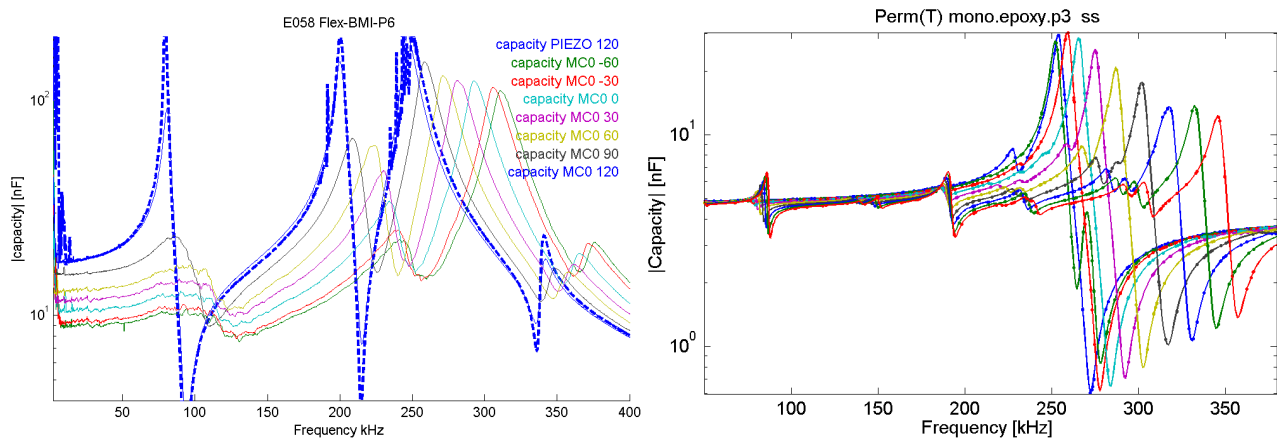 E058 Flex-BMI-P6
capacity PIEZO 120
capacity MC0 -60
capacity MC0 -30
capacity MC0 0
capacity MC0 30
capacity MC0 60
capacity MC0 90
capacity MC0 120
|capacity| [nF]
10²
10¹
50
100
150
200
250
300
350
400
Frequency kHz
Perm(T) mono.epoxy.p3 ss
|Capacity| [nF]
10¹
10⁰
100
150
200
250
300
350
Frequency [kHz]